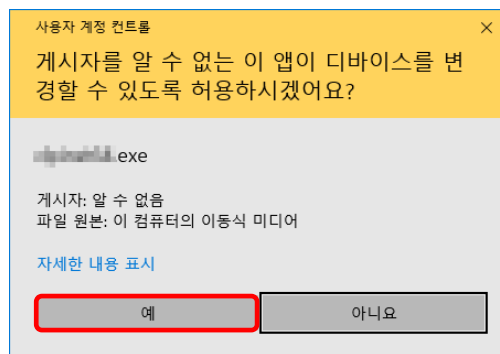 사용자 계정 컨트롤
게시자를 알 수 없는 이 앱이 디바이스를 변
경할 수 있도록 허용하시겠어요?
.exe
게시자: 알 수 없음
파일 원본: 이 컴퓨터의 이동식 미디어
자세한 내용 표시
예
아니요